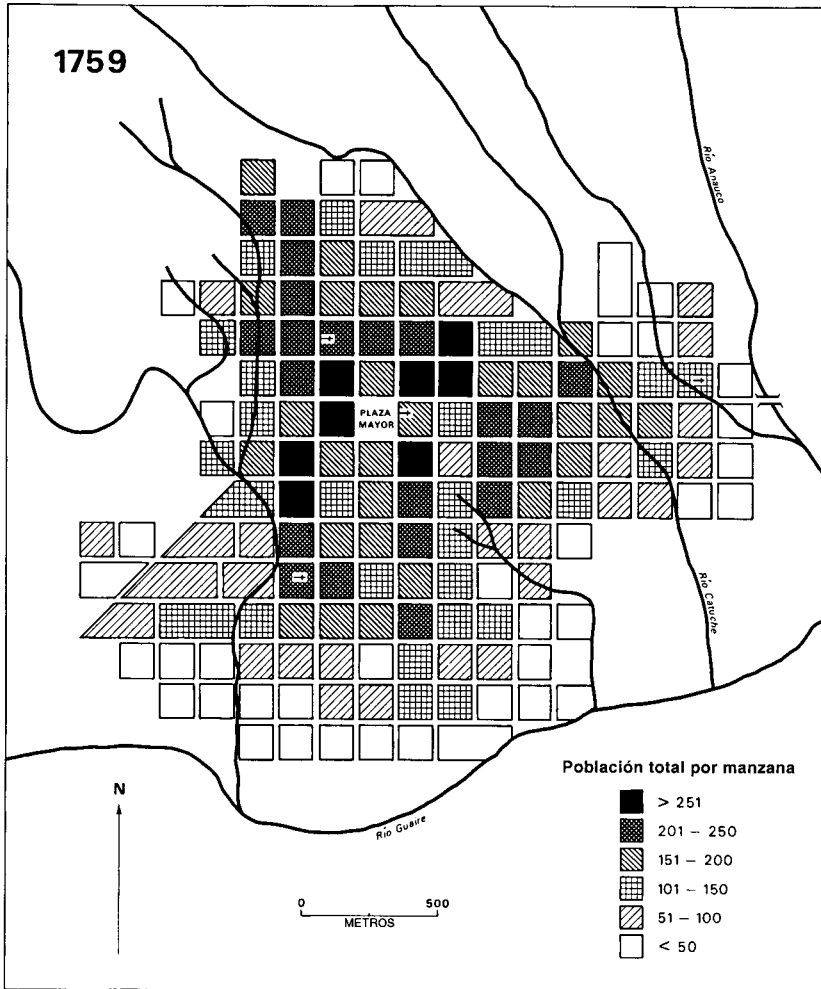 1759
Río Anauco
PLAZA
MAYOR
Río Catuche
Población total por manzana
> 251
201 – 250
151 – 200
101 – 150
51 – 100
< 50
N
Río Guaire
0 500
METROS